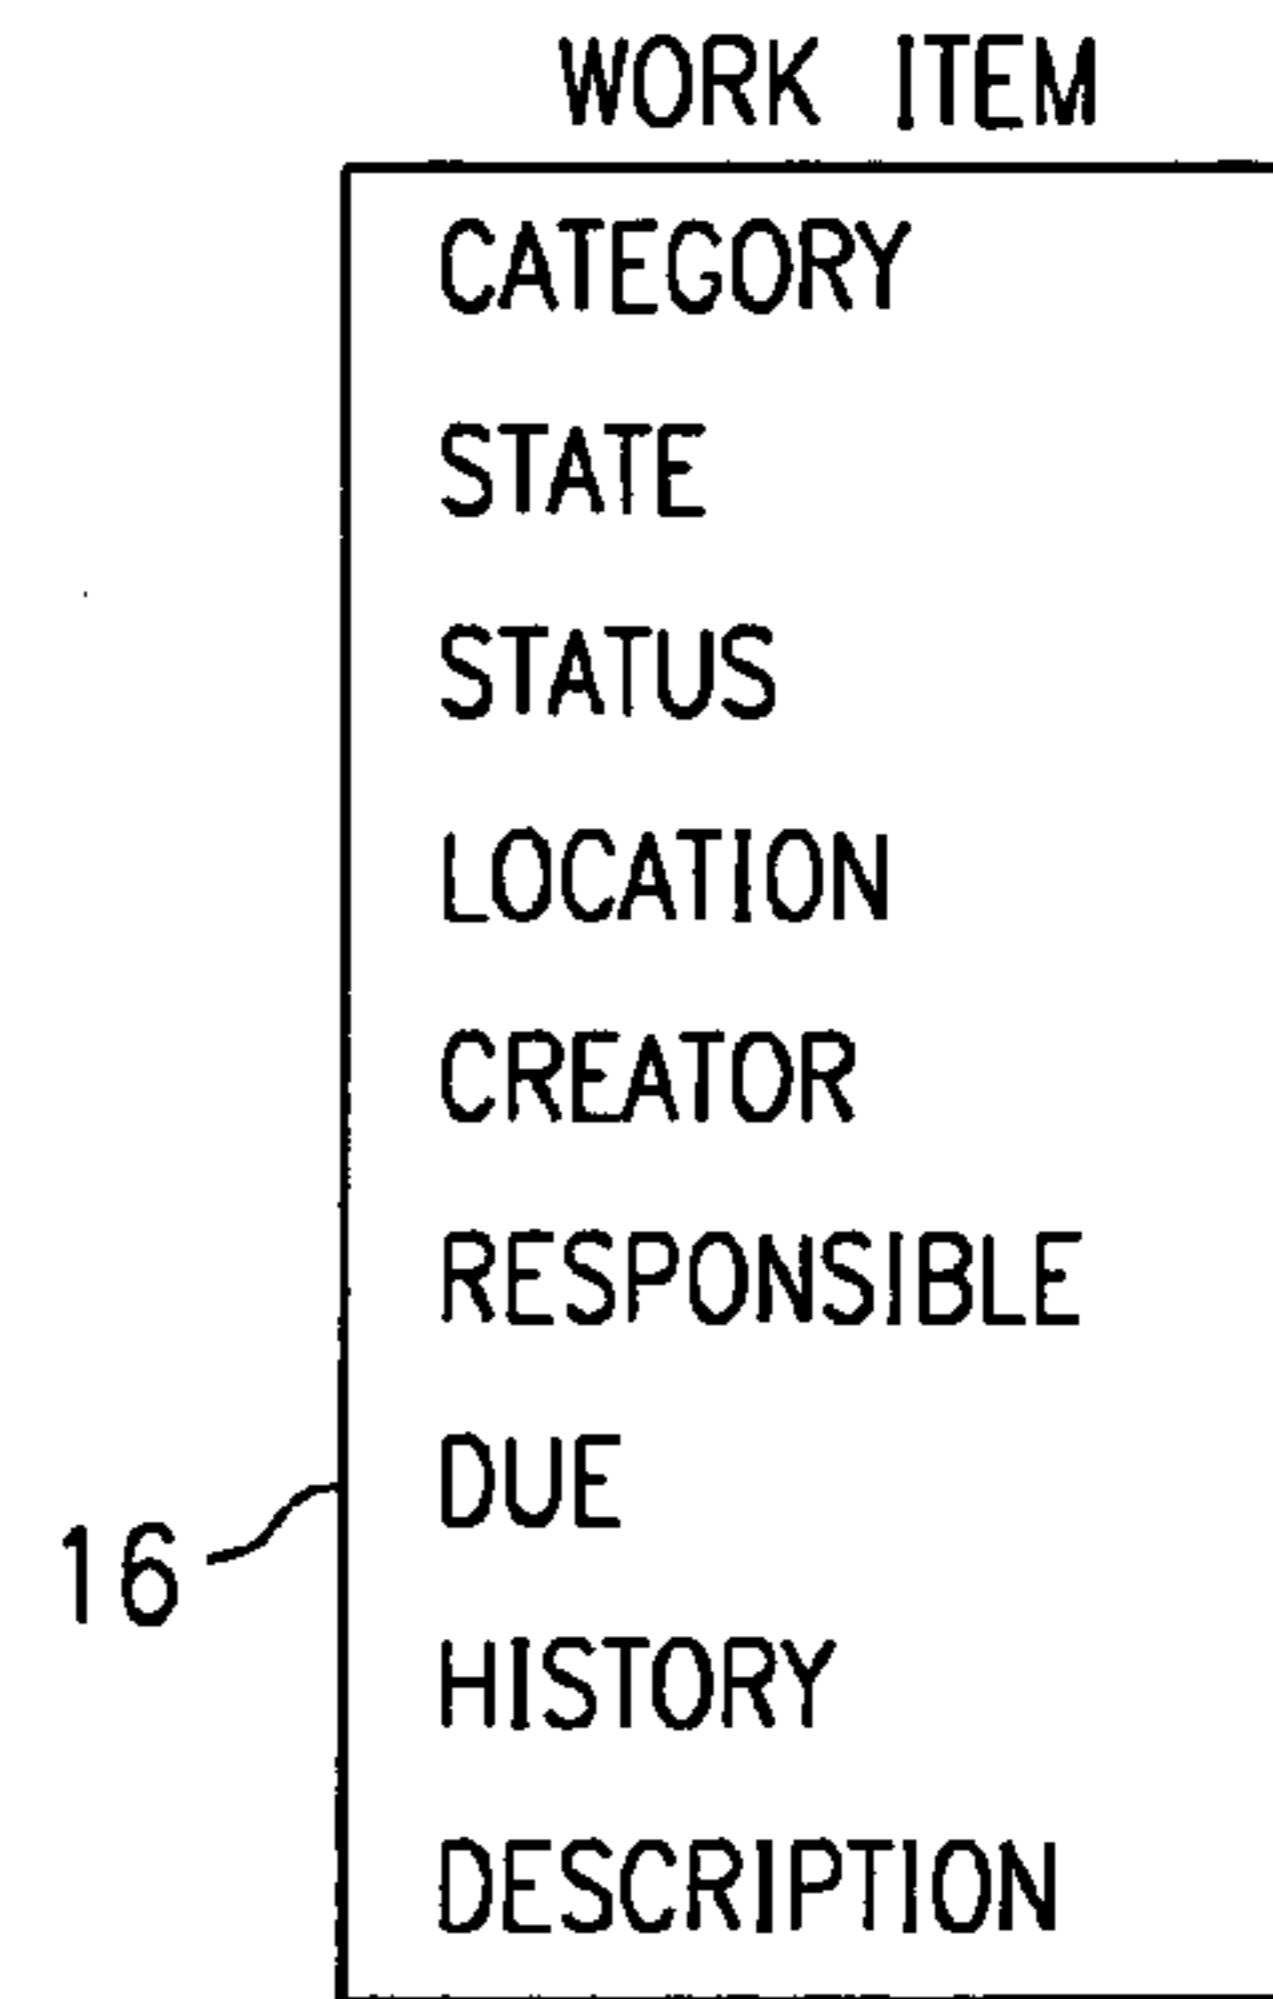 WORK ITEM
CATEGORY
STATE
STATUS
LOCATION
CREATOR
RESPONSIBLE
DUE
16
HISTORY
DESCRIPTION